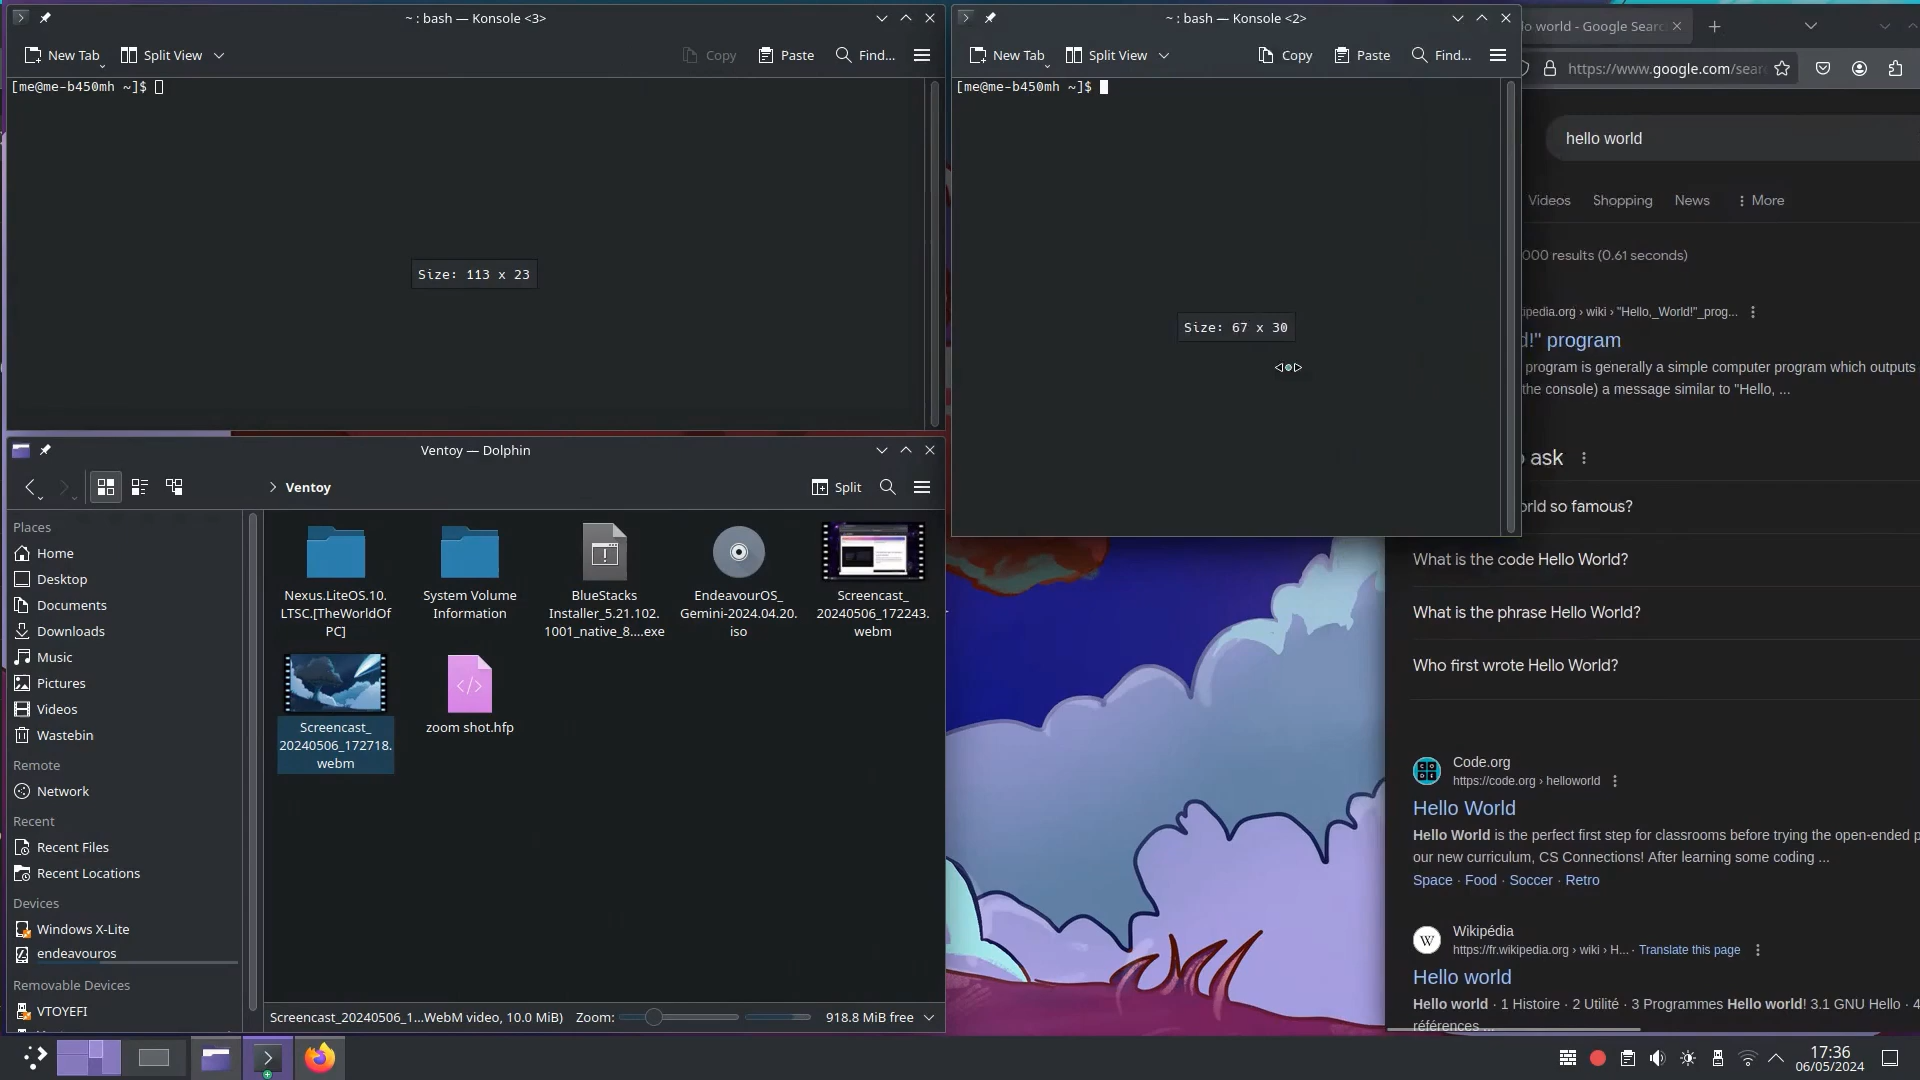 ~ : bash — Konsole <3>
New Tab
Split View
Copy
Paste
Find...
[me@me-b450mh ~]$
Size: 113 x 23
~ : bash — Konsole <2>
New Tab
Split View
Copy
Paste
Find...
[me@me-b450mh ~]$
Size: 67 x 30
Ventoy — Dolphin
Ventoy
Split
Places
Home
Desktop
Documents
Downloads
Music
Pictures
Videos
Wastebin
Remote
Network
Recent
Recent Files
Recent Locations
Devices
Windows X-Lite
endeavouros
Removable Devices
VTOYEFI
Nexus.LiteOS.10.
LTSC.[TheWorldOf
PC]
System Volume
Information
BlueStacks
Installer_5.21.102.
1001_native_8....exe
EndeavourOS_
Gemini-2024.04.20.
iso
Screencast_
20240506_172243.
webm
Screencast_
20240506_172718.
webm
zoom shot.hfp
Screencast_20240506_1...WebM video, 10.0 MiB)
Zoom:
918.8 MiB free
lo world - Google Searc
https://www.google.com/sear
hello world
Videos
Shopping
News
More
000 results (0.61 seconds)
ipedia.org › wiki › "Hello,_World!"_prog...
d!" program
program is generally a simple computer program which outputs
the console) a message similar to "Hello, ...
o ask
orld so famous?
What is the code Hello World?
What is the phrase Hello World?
Who first wrote Hello World?
Code.org
https://code.org › helloworld
Hello World
Hello World is the perfect first step for classrooms before trying the open-ended p
our new curriculum, CS Connections! After learning some coding ...
Space · Food · Soccer · Retro
W
Wikipédia
https://fr.wikipedia.org › wiki › H... · Translate this page
Hello world
Hello world · 1 Histoire · 2 Utilité · 3 Programmes Hello world! 3.1 GNU Hello · 4
références ...
17:36
06/05/2024